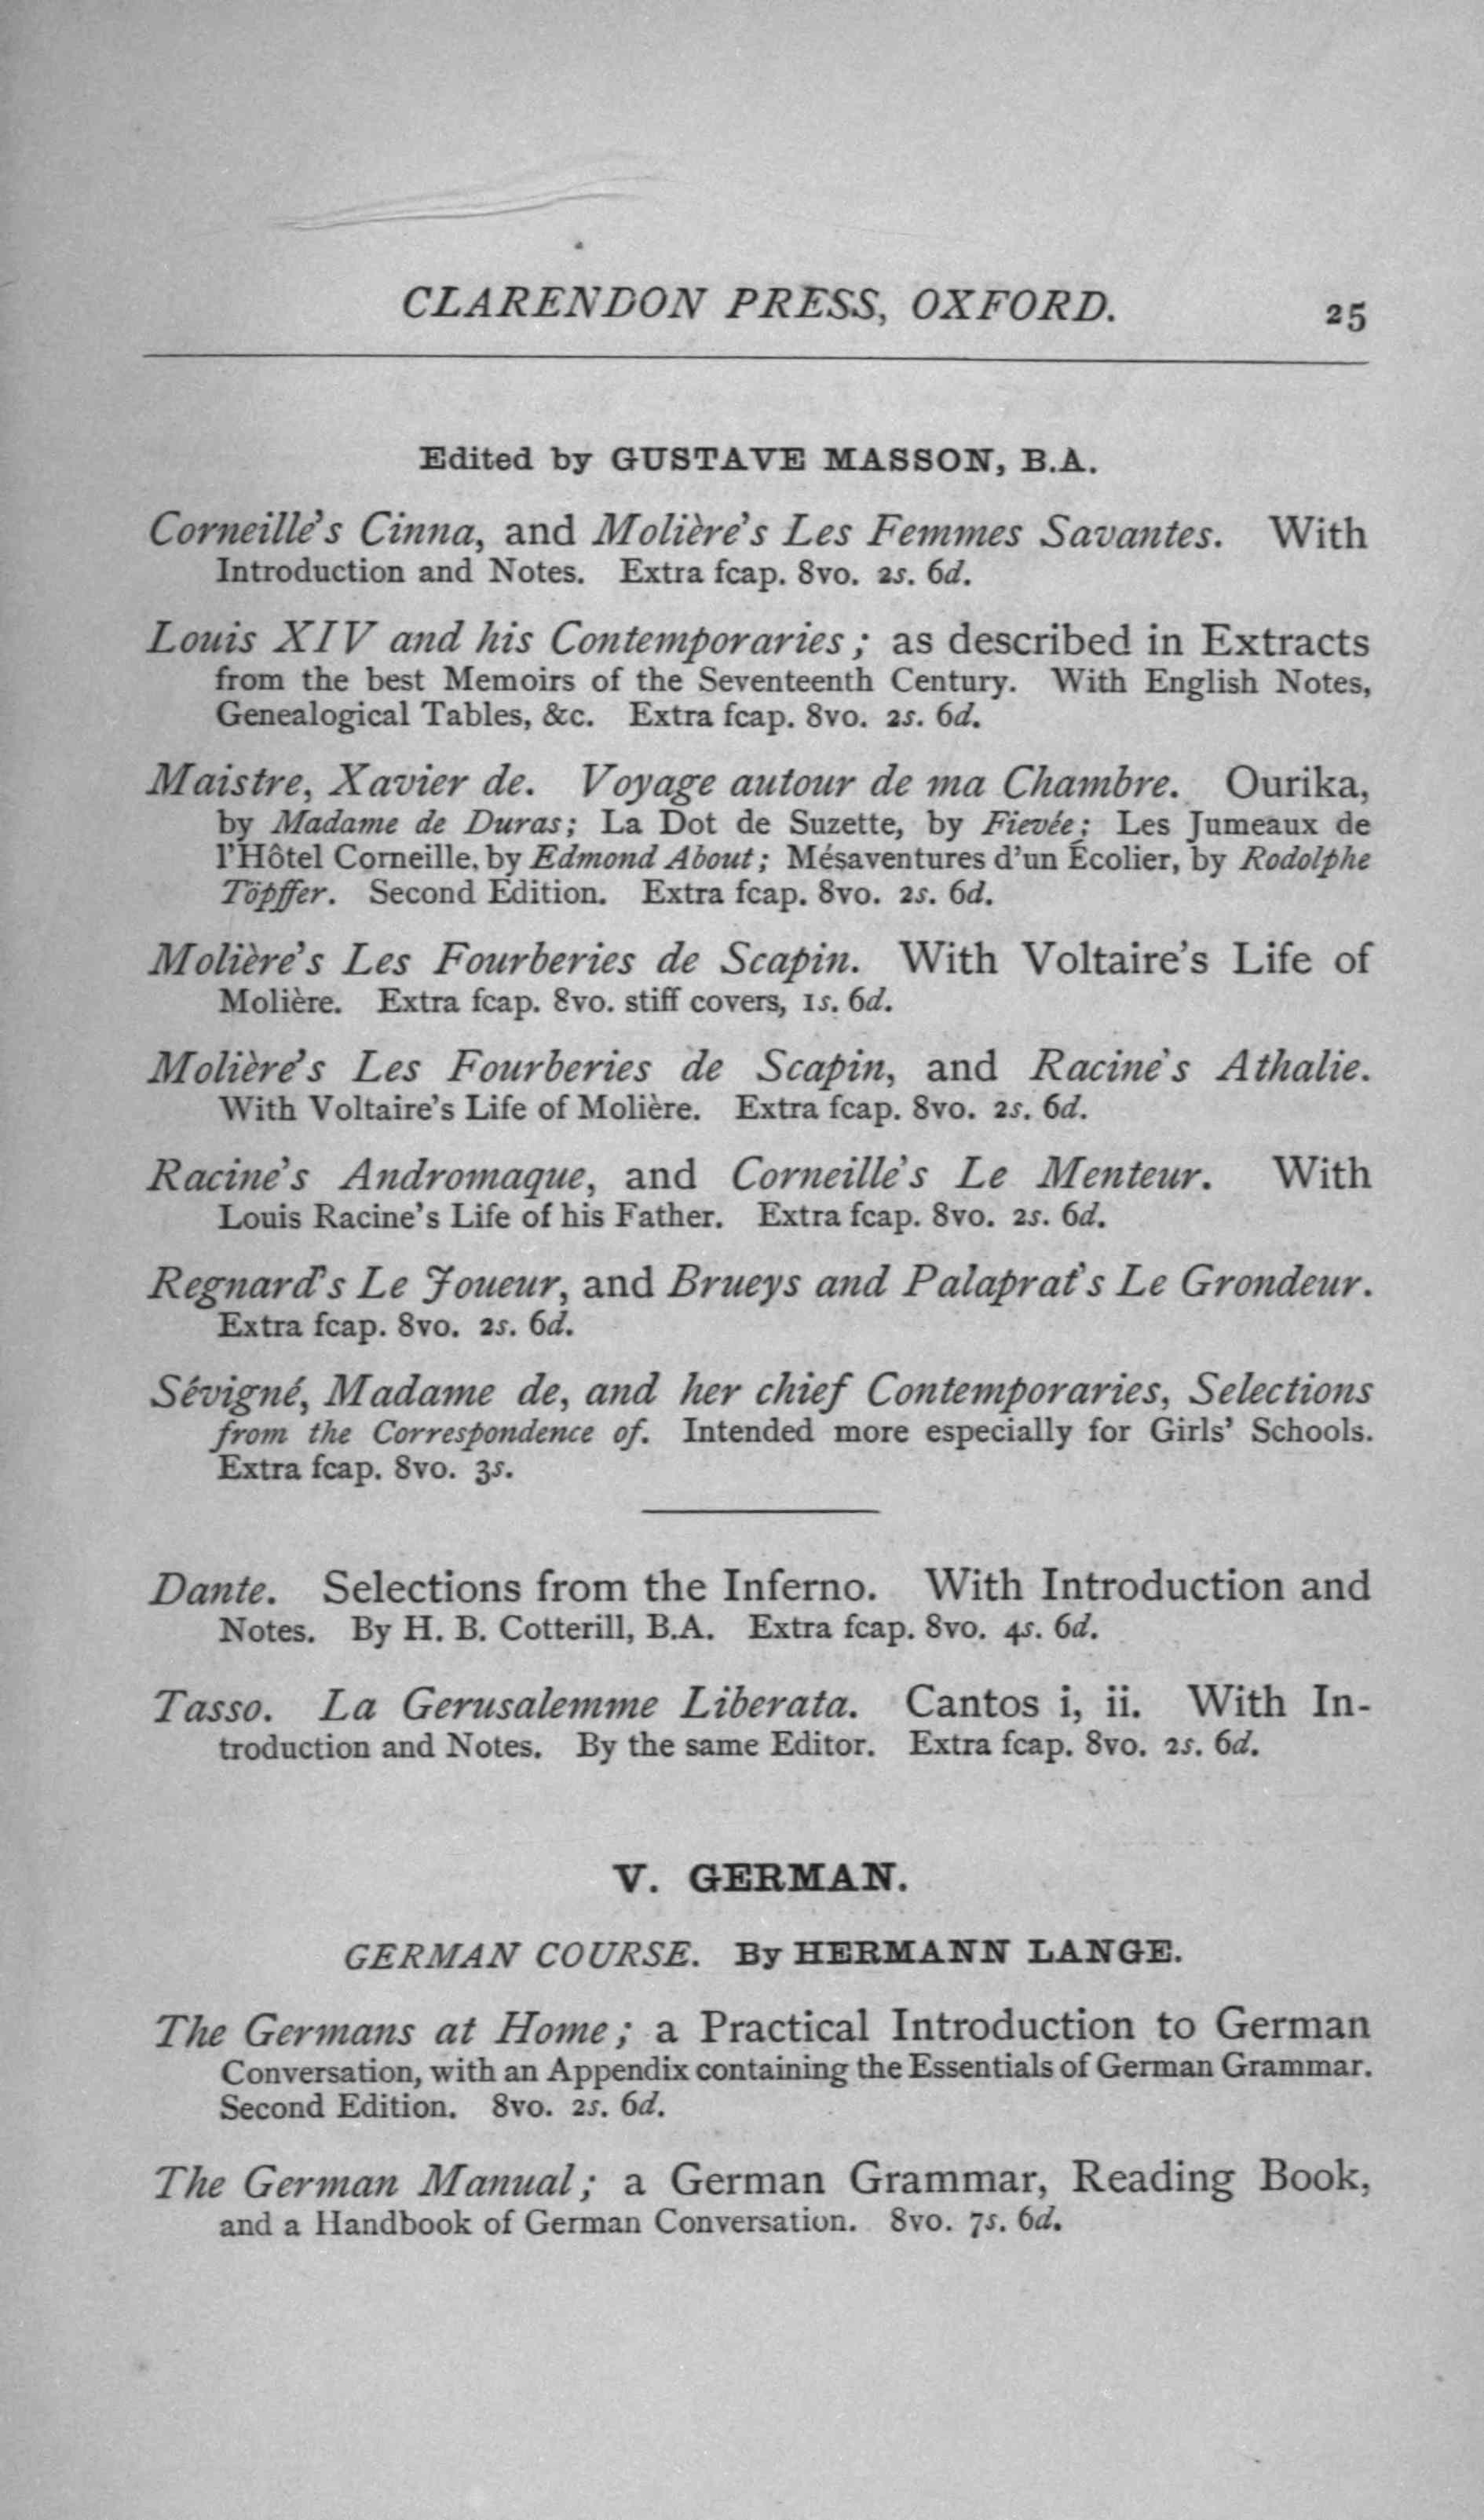 CLARENDON PRESS, OXFORD. 25
Edited by GUSTAVE MASSON, B.A.
Corneille's Cinna, and Molière's Les Femmes Savantes. With
Introduction and Notes. Extra fcap. 8vo. 2s. 6d.
Louis XIV and his Contemporaries; as described in Extracts
from the best Memoirs of the Seventeenth Century. With English Notes,
Genealogical Tables, &c. Extra fcap. 8vo. 2s. 6d.
Maistre, Xavier de. Voyage autour de ma Chambre. Ourika,
by Madame de Duras; La Dot de Suzette, by Fievée; Les Jumeaux de
l'Hôtel Corneille, by Edmond About; Mésaventures d'un Écolier, by Rodolphe
Töpffer. Second Edition. Extra fcap. 8vo. 2s. 6d.
Molière's Les Fourberies de Scapin. With Voltaire's Life of
Molière. Extra fcap. 8vo. stiff covers, 1s. 6d.
Molière's Les Fourberies de Scapin, and Racine's Athalie.
With Voltaire's Life of Molière. Extra fcap. 8vo. 2s. 6d.
Racine's Andromaque, and Corneille's Le Menteur. With
Louis Racine's Life of his Father. Extra fcap. 8vo. 2s. 6d.
Regnard's Le Joueur, and Brueys and Palaprat's Le Grondeur.
Extra fcap. 8vo. 2s. 6d.
Sévigné, Madame de, and her chief Contemporaries, Selections
from the Correspondence of. Intended more especially for Girls' Schools.
Extra fcap. 8vo. 3s.
Dante. Selections from the Inferno. With Introduction and
Notes. By H. B. Cotterill, B.A. Extra fcap. 8vo. 4s. 6d.
Tasso. La Gerusalemme Liberata. Cantos i, ii. With In-
troduction and Notes. By the same Editor. Extra fcap. 8vo. 2s. 6d.
V. GERMAN.
GERMAN COURSE. By HERMANN LANGE.
The Germans at Home; a Practical Introduction to German
Conversation, with an Appendix containing the Essentials of German Grammar.
Second Edition. 8vo. 2s. 6d.
The German Manual; a German Grammar, Reading Book,
and a Handbook of German Conversation. 8vo. 7s. 6d.